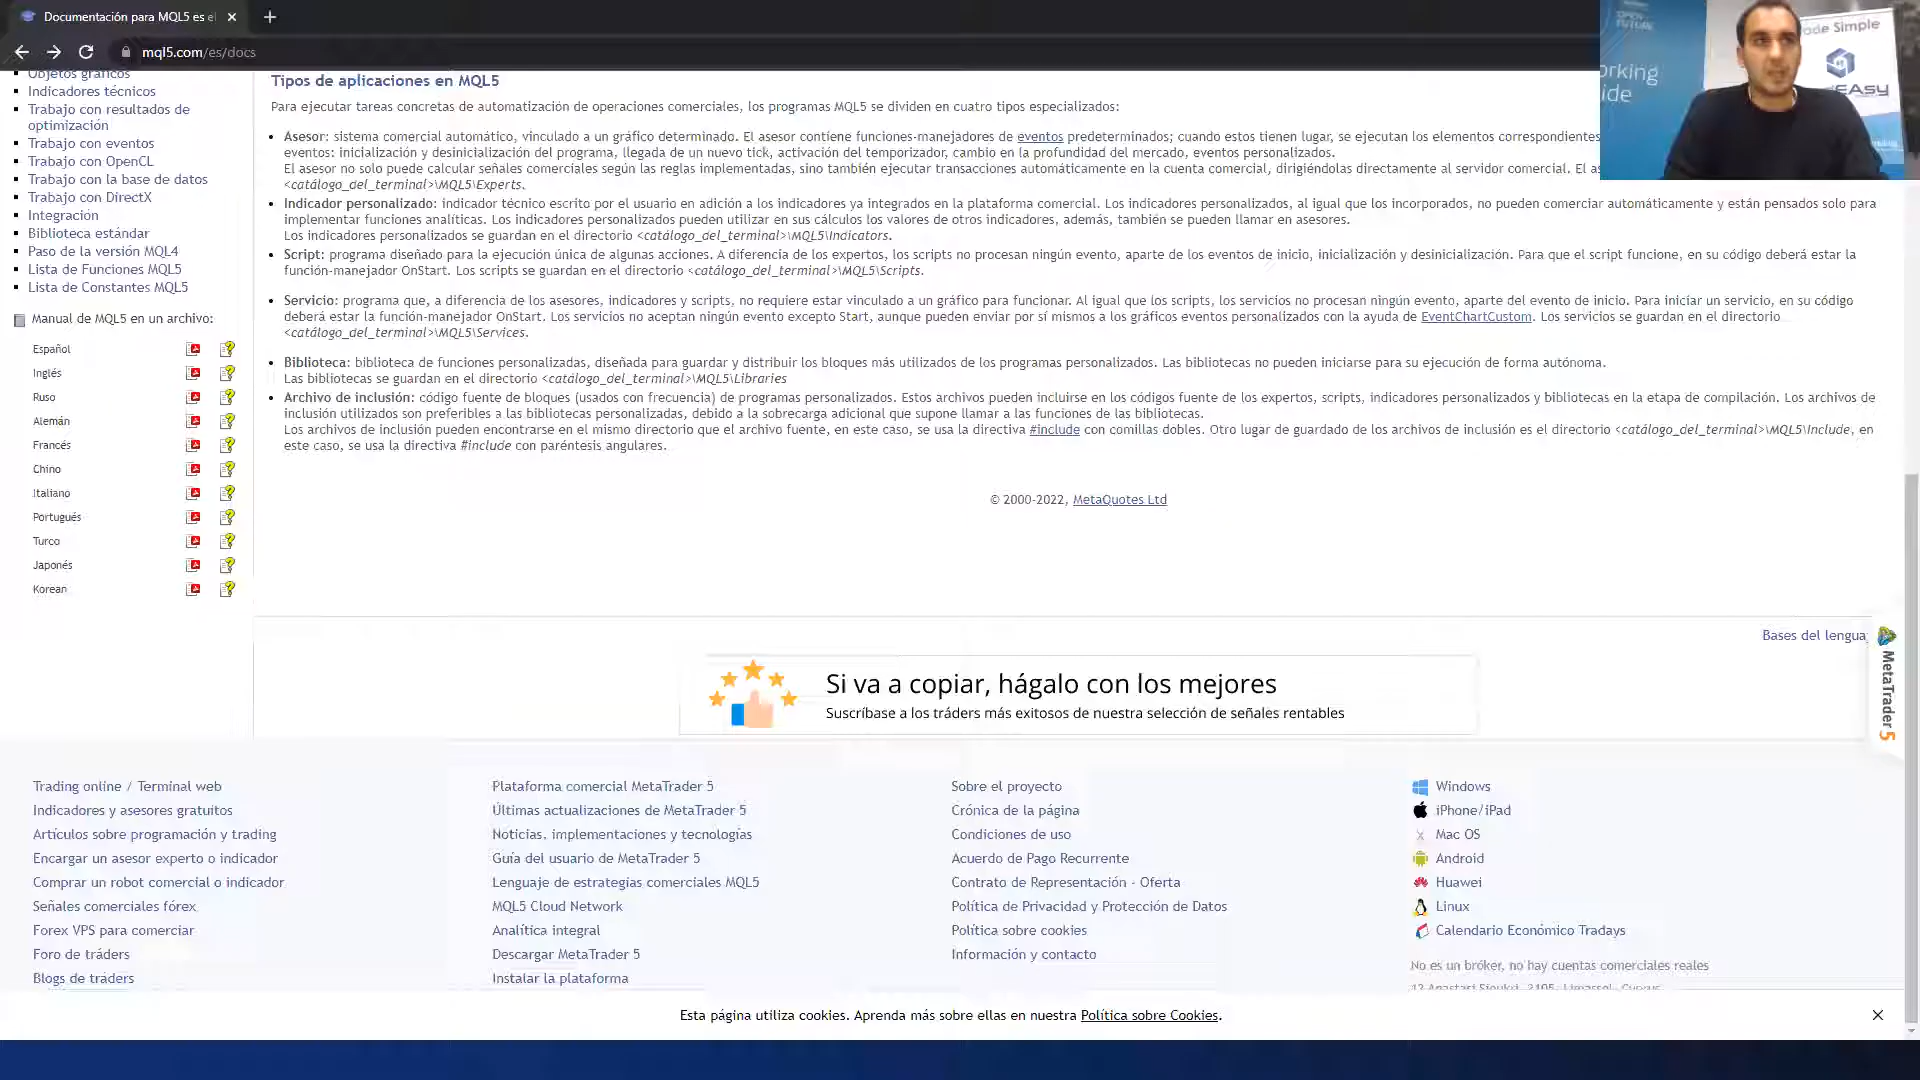 Documentación para MQL5 es el
mql5.com/es/docs
Objetos gráficos
Indicadores técnicos
Trabajo con resultados de
optimización
Trabajo con eventos
Trabajo con OpenCL
Trabajo con la base de datos
Trabajo con DirectX
Integración
Biblioteca estándar
Paso de la versión MQL4
Lista de Funciones MQL5
Lista de Constantes MQL5
Manual de MQL5 en un archivo:
Español
Inglés
Ruso
Alemán
Francés
Chino
Italiano
Portugués
Turco
Japonés
Korean
Tipos de aplicaciones en MQL5
Para ejecutar tareas concretas de automatización de operaciones comerciales, los programas MQL5 se dividen en cuatro tipos especializados:
Asesor: sistema comercial automático, vinculado a un gráfico determinado. El asesor contiene funciones-manejadores de eventos predeterminados; cuando estos tienen lugar, se ejecutan los elementos correspondientes
eventos: inicialización y desinicialización del programa, llegada de un nuevo tick, activación del temporizador, cambio en la profundidad del mercado, eventos personalizados.
El asesor no solo puede calcular señales comerciales según las reglas implementadas, sino también ejecutar transacciones automáticamente en la cuenta comercial, dirigiéndolas directamente al servidor comercial. El as
<catálogo_del_terminal>\MQL5\Experts.
Indicador personalizado: indicador técnico escrito por el usuario en adición a los indicadores ya integrados en la plataforma comercial. Los indicadores personalizados, al igual que los incorporados, no pueden comerciar automáticamente y están pensados solo para
implementar funciones analíticas. Los indicadores personalizados pueden utilizar en sus cálculos los valores de otros indicadores, además, también se pueden llamar en asesores.
Los indicadores personalizados se guardan en el directorio <catálogo_del_terminal>\MQL5\Indicators.
Script: programa diseñado para la ejecución única de algunas acciones. A diferencia de los expertos, los scripts no procesan ningún evento, aparte de los eventos de inicio, inicialización y desinicialización. Para que el script funcione, en su código deberá estar la
función-manejador OnStart. Los scripts se guardan en el directorio <catálogo_del_terminal>\MQL5\Scripts.
Servicio: programa que, a diferencia de los asesores, indicadores y scripts, no requiere estar vinculado a un gráfico para funcionar. Al igual que los scripts, los servicios no procesan ningún evento, aparte del evento de inicio. Para iniciar un servicio, en su código
deberá estar la función-manejador OnStart. Los servicios no aceptan ningún evento excepto Start, aunque pueden enviar por sí mismos a los gráficos eventos personalizados con la ayuda de EventChartCustom. Los servicios se guardan en el directorio
<catálogo_del_terminal>\MQL5\Services.
Biblioteca: biblioteca de funciones personalizadas, diseñada para guardar y distribuir los bloques más utilizados de los programas personalizados. Las bibliotecas no pueden iniciarse para su ejecución de forma autónoma.
Las bibliotecas se guardan en el directorio <catálogo_del_terminal>\MQL5\Libraries
Archivo de inclusión: código fuente de bloques (usados con frecuencia) de programas personalizados. Estos archivos pueden incluirse en los códigos fuente de los expertos, scripts, indicadores personalizados y bibliotecas en la etapa de compilación. Los archivos de
inclusión utilizados son preferibles a las bibliotecas personalizadas, debido a la sobrecarga adicional que supone llamar a las funciones de las bibliotecas.
Los archivos de inclusión pueden encontrarse en el mismo directorio que el archivo fuente, en este caso, se usa la directiva #include con comillas dobles. Otro lugar de guardado de los archivos de inclusión es el directorio <catálogo_del_terminal>\MQL5\Include, en
este caso, se usa la directiva #include con paréntesis angulares.
© 2000-2022, MetaQuotes Ltd
Bases del lengua
MetaTrader 5
Si va a copiar, hágalo con los mejores
Suscríbase a los tráders más exitosos de nuestra selección de señales rentables
Trading online / Terminal web
Indicadores y asesores gratuitos
Artículos sobre programación y trading
Encargar un asesor experto o indicador
Comprar un robot comercial o indicador
Señales comerciales fórex
Forex VPS para comerciar
Foro de tráders
Blogs de tráders
Plataforma comercial MetaTrader 5
Últimas actualizaciones de MetaTrader 5
Noticias, implementaciones y tecnologías
Guía del usuario de MetaTrader 5
Lenguaje de estrategias comerciales MQL5
MQL5 Cloud Network
Analítica integral
Descargar MetaTrader 5
Instalar la plataforma
Sobre el proyecto
Crónica de la página
Condiciones de uso
Acuerdo de Pago Recurrente
Contrato de Representación - Oferta
Política de Privacidad y Protección de Datos
Política sobre cookies
Información y contacto
Windows
iPhone/iPad
Mac OS
Android
Huawei
Linux
Calendario Económico Tradays
No es un bróker, no hay cuentas comerciales reales
Esta página utiliza cookies. Aprenda más sobre ellas en nuestra Política sobre Cookies.